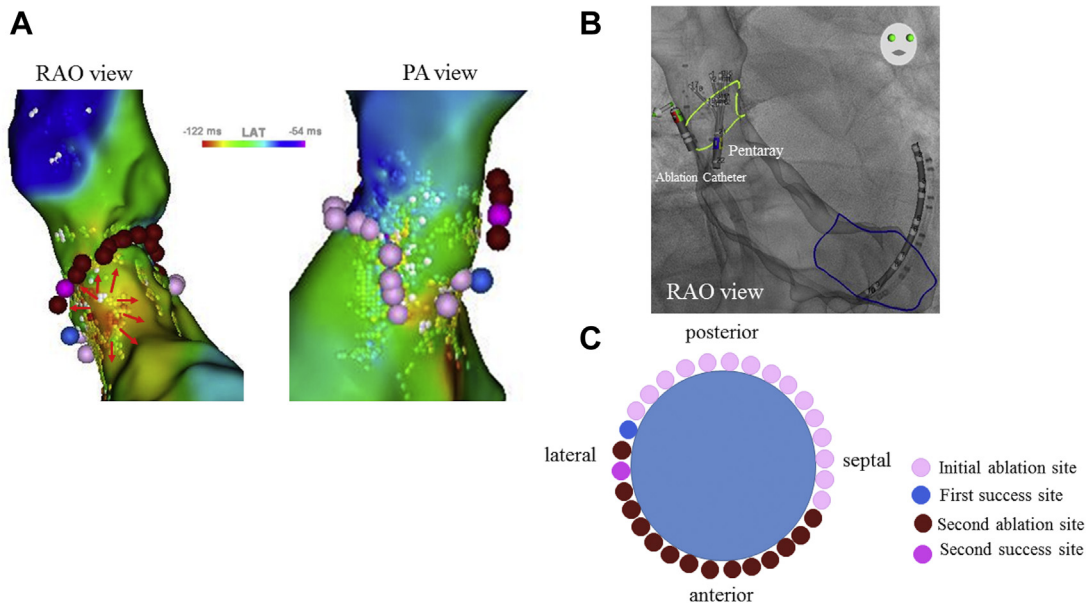 A
RAO view
PA view
-122 ms
LAT
-54 ms
B
Pentaray
Ablation Catheter
RAO view
C
posterior
lateral
septal
anterior
Initial ablation site
First success site
Second ablation site
Second success site